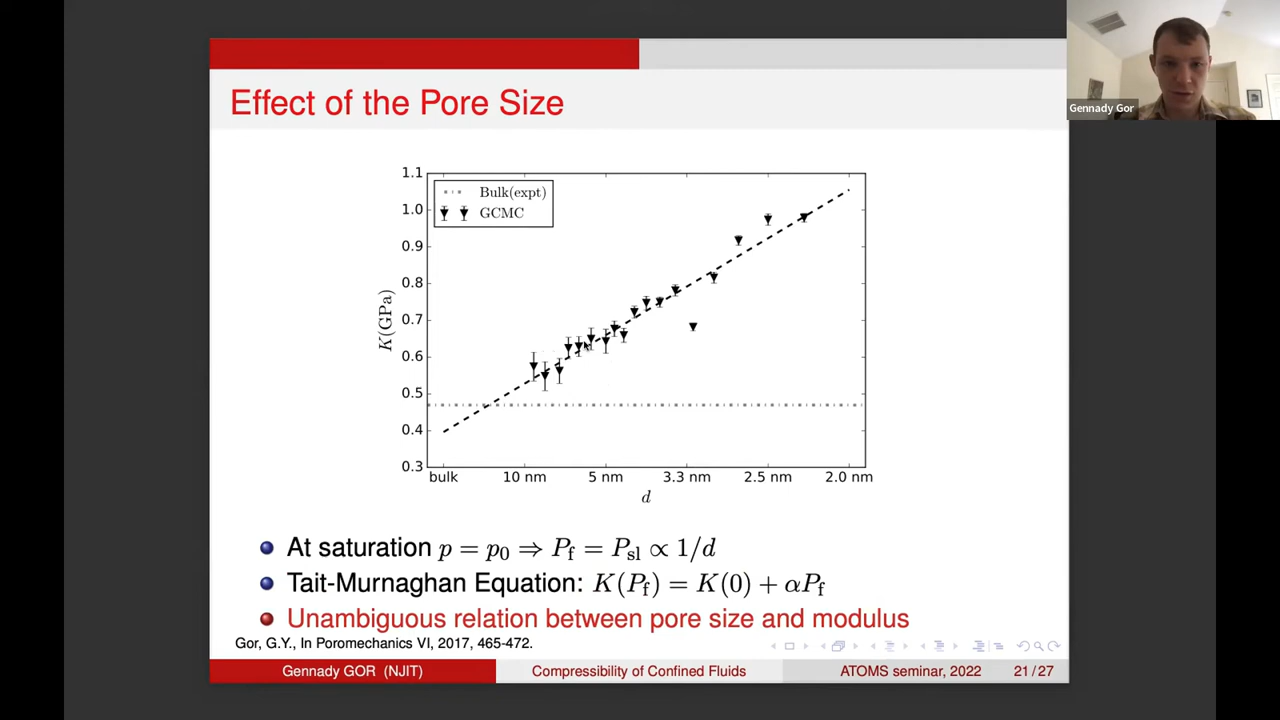 Gennady Gor
Effect of the Pore Size
1.1
1.0
0.9
0.8
0.7
0.6
0.5
0.4
0.3
K(GPa)
Bulk(expt)
GCMC
bulk 10 nm 5 nm 3.3 nm 2.5 nm 2.0 nm
d
At saturation p = p₀ ⇒ P_f = P_sl ∝ 1/d
Tait-Murnaghan Equation: K(P_f) = K(0) + αP_f
Unambiguous relation between pore size and modulus
Gor, G.Y., In Poromechanics VI, 2017, 465-472.
Gennady GOR (NJIT) Compressibility of Confined Fluids ATOMS seminar, 2022 21 / 27